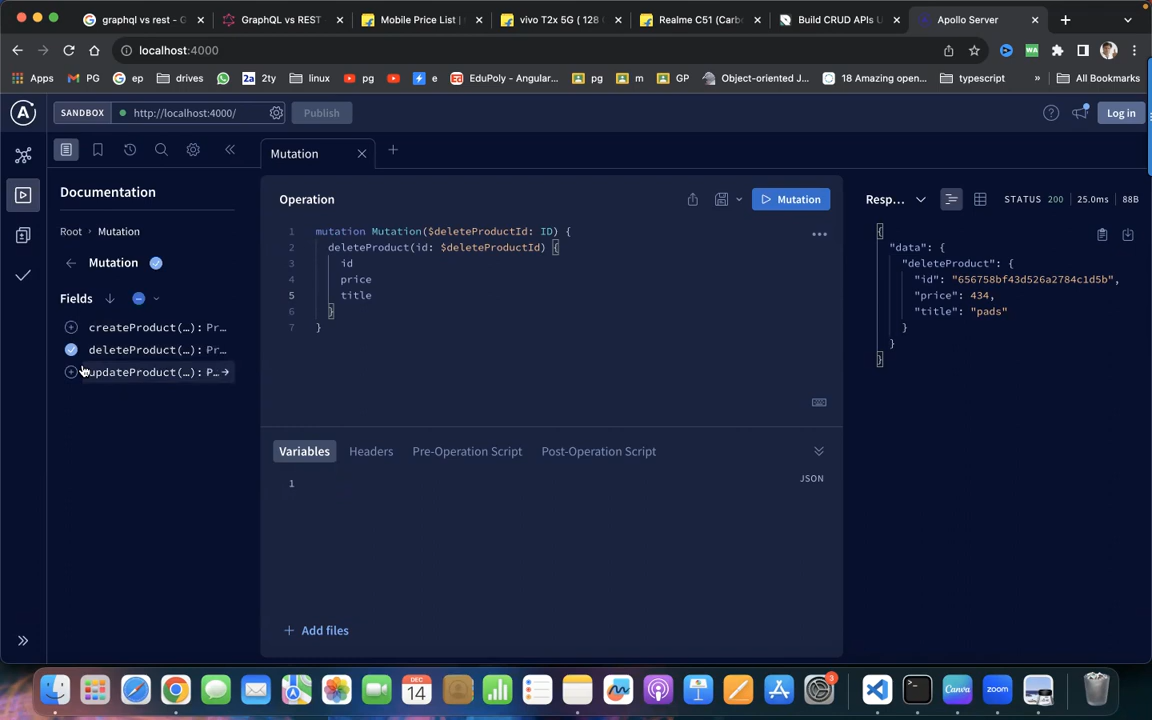 graphql vs rest - G
GraphQL vs REST
Mobile Price List |
vivo T2x 5G ( 128
Realme C51 (Carb
Build CRUD APIs U
Apollo Server
localhost:4000
Apps
PG
ep
drives
linux
pg
2ty
e
EduPoly - Angular...
pg
m
GP
Object-oriented J...
18 Amazing open...
typescript
»
All Bookmarks
SANDBOX
http://localhost:4000/
Publish
Log in
Mutation
Documentation
Root › Mutation
Mutation
Fields
createProduct(…): Pr…
deleteProduct(…): Pr…
updateProduct(…): P…
Operation
Mutation
1 mutation Mutation($deleteProductId: ID) {
2 deleteProduct(id: $deleteProductId) {
3 id
4 price
5 title
6 }
7 }
Variables Headers Pre-Operation Script Post-Operation Script
JSON
1
Add files
Resp... STATUS 200 25.0ms 88B
{
"data": {
"deleteProduct": {
"id": "656758bf43d526a2784c1d5b",
"price": 434,
"title": "pads"
}
}
}
DEC
14
3
Canva
zoom